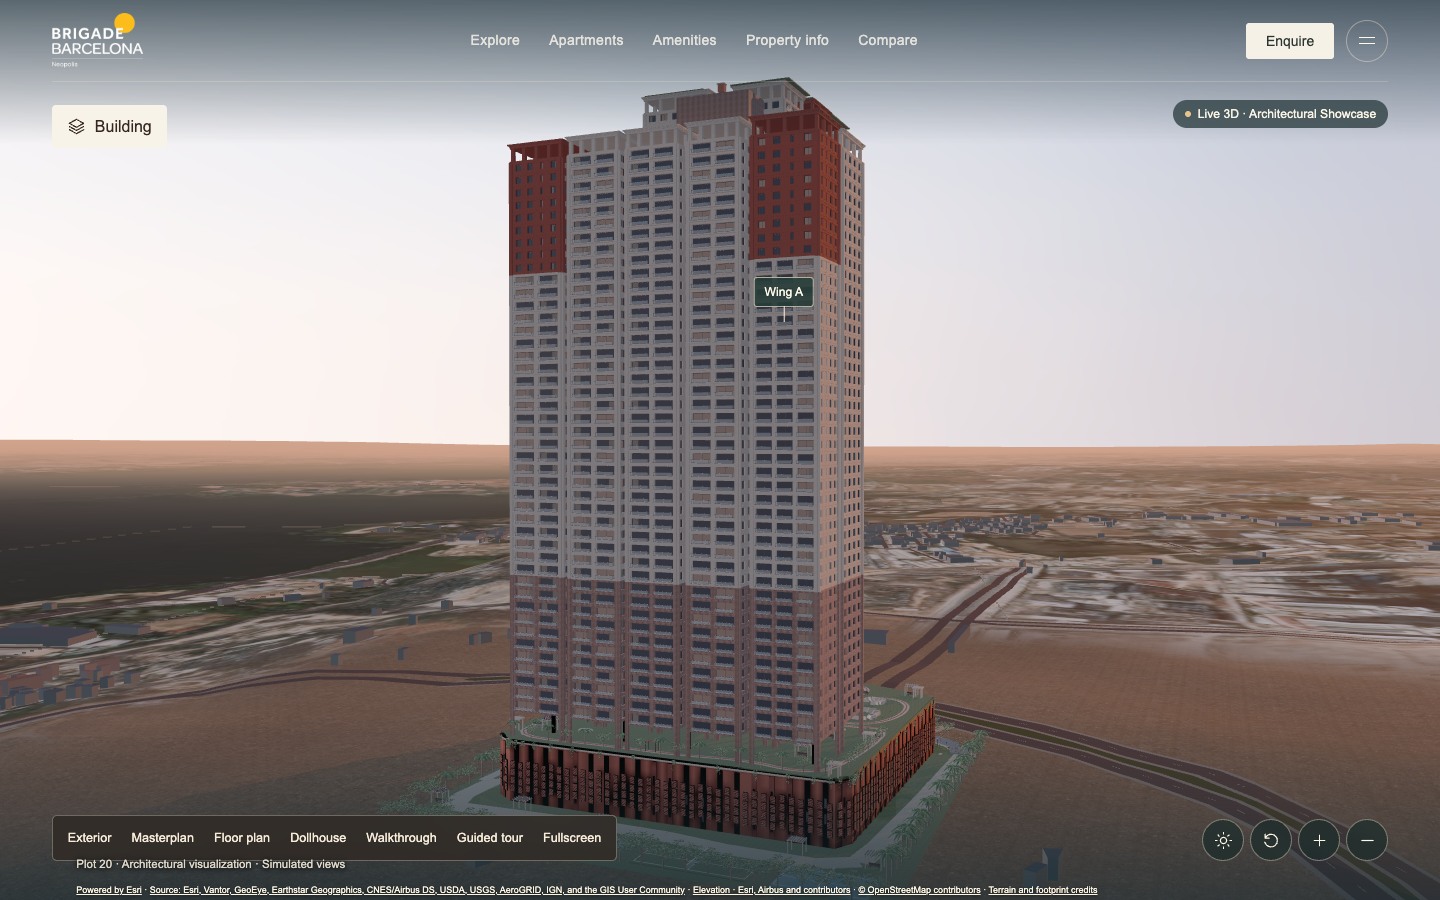 BRIGADE
BARCELONA
Neopolis
Explore Apartments Amenities Property info Compare
Enquire
Building
Live 3D · Architectural Showcase
Wing A
Exterior Masterplan Floor plan Dollhouse Walkthrough Guided tour Fullscreen
Plot 20 · Architectural visualization · Simulated views
Powered by Esri · Source: Esri, Vantor, GeoEye, Earthstar Geographics, CNES/Airbus DS, USDA, USGS, AeroGRID, IGN, and the GIS User Community · Elevation · Esri, Airbus and contributors · © OpenStreetMap contributors · Terrain and footprint credits